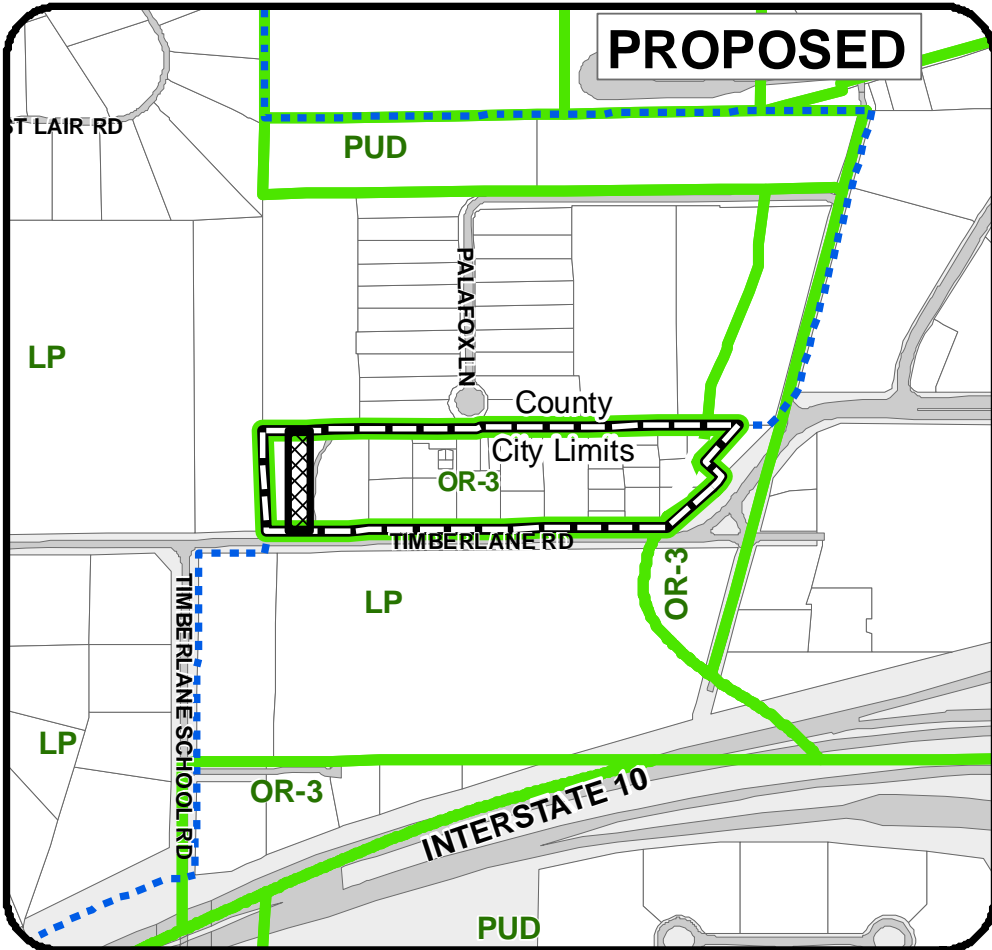 PROPOSED
ST LAIR RD
PUD
PALAFOX LN
LP
County
City Limits
OR-3
TIMBERLANE RD
OR-3
LP
TIMBERLANE SCHOOL RD
LP
OR-3
INTERSTATE 10
PUD